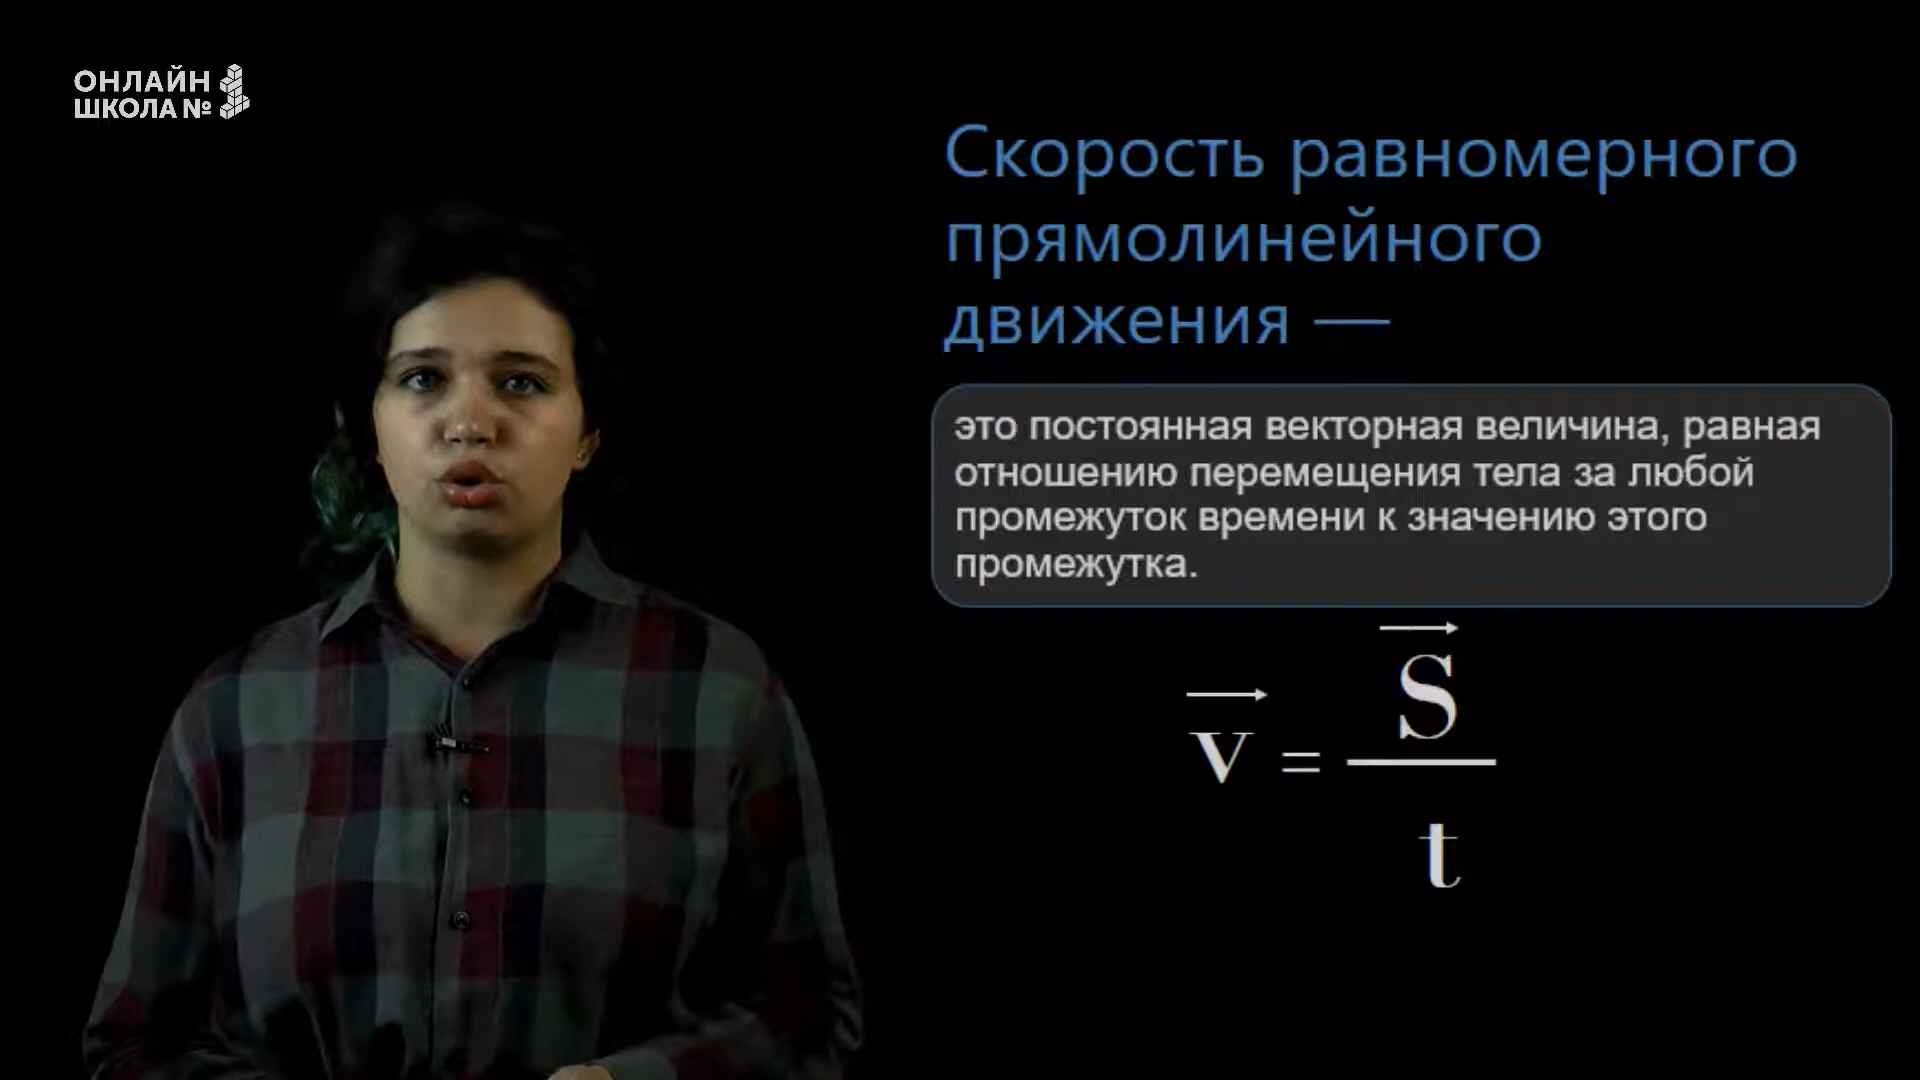 ОНЛАЙН
ШКОЛА №1
Скорость равномерного
прямолинейного
движения —
это постоянная векторная величина, равная
отношению перемещения тела за любой
промежуток времени к значению этого
промежутка.
S
v =
t